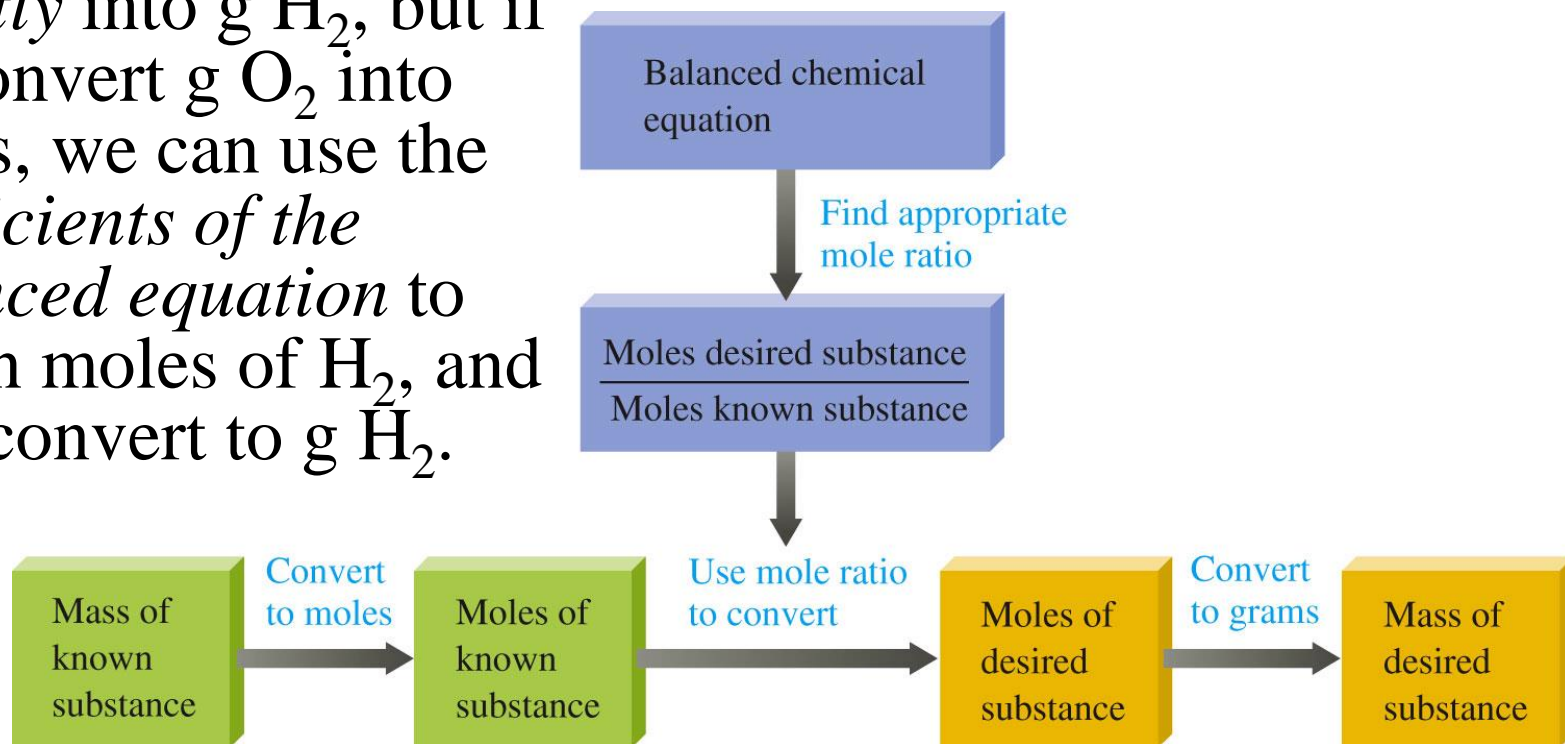 tly into g H₂, but if
onvert g O₂ into
s, we can use the
icients of the
nced equation to
n moles of H₂, and
convert to g H₂.
Balanced chemical
equation
Find appropriate
mole ratio
Moles desired substance
Moles known substance
Mass of
known
substance
Convert
to moles
Moles of
known
substance
Use mole ratio
to convert
Moles of
desired
substance
Convert
to grams
Mass of
desired
substance